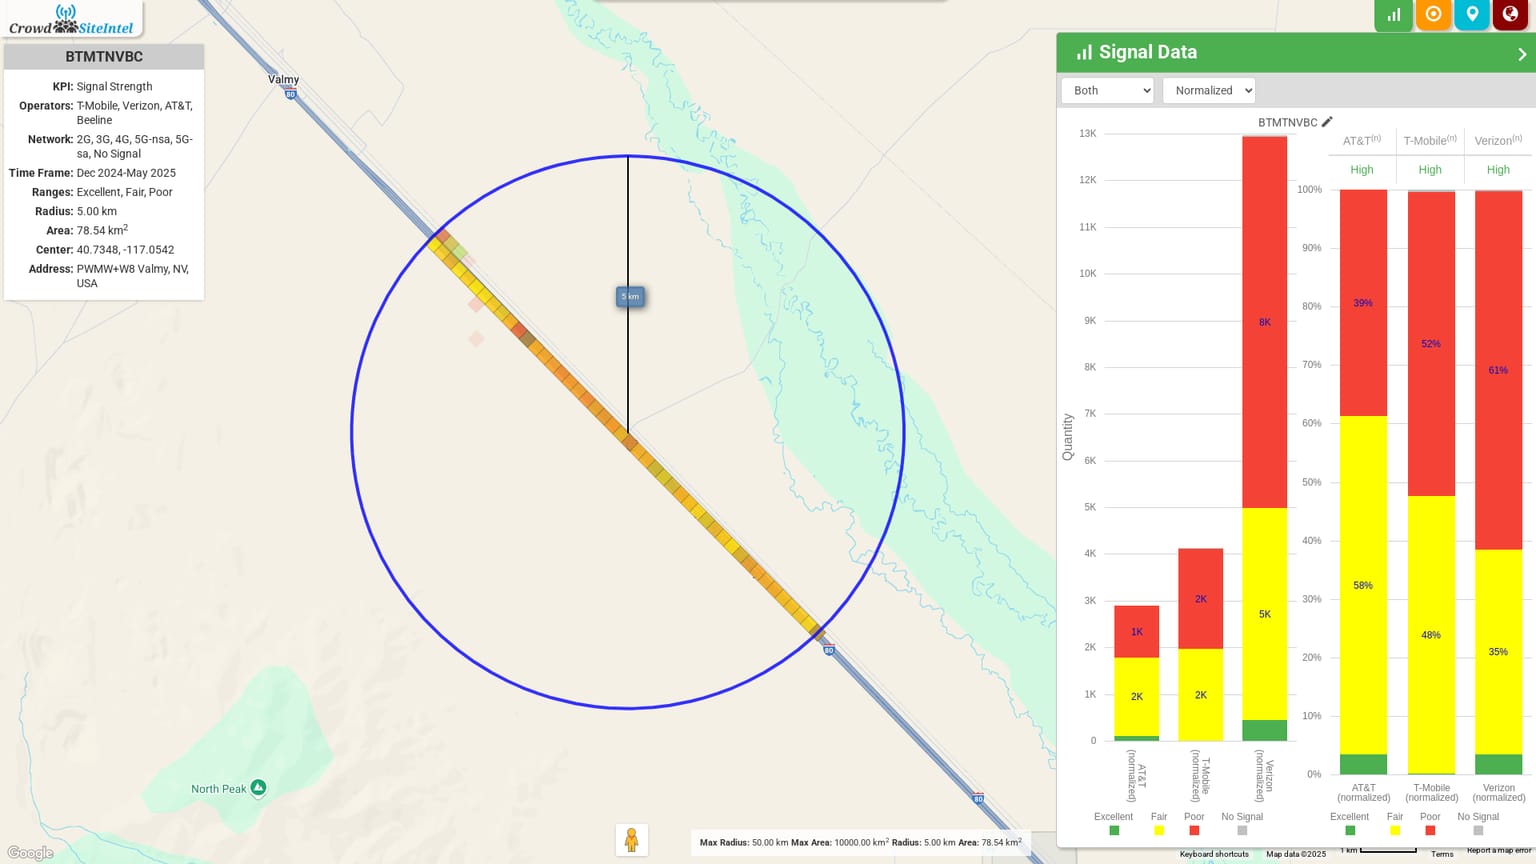 CrowdSiteIntel
BTMTNVBC
KPI: Signal Strength
Operators: T-Mobile, Verizon, AT&T,
Beeline
Network: 2G, 3G, 4G, 5G-nsa, 5G-
sa, No Signal
Time Frame: Dec 2024-May 2025
Ranges: Excellent, Fair, Poor
Radius: 5.00 km
Area: 78.54 km²
Center: 40.7348, -117.0542
Address: PWMW+W8 Valmy, NV,
USA
Valmy
80
5 km
80
80
North Peak
Google
Max Radius: 50.00 km Max Area: 10000.00 km² Radius: 5.00 km Area: 78.54 km²
Signal Data
Both
Normalized
BTMTNVBC
Quantity
13K
12K
11K
10K
9K
8K
7K
6K
5K
4K
3K
2K
1K
0
1K
2K
2K
2K
8K
5K
AT&T
(normalized)
T-Mobile
(normalized)
Verizon
(normalized)
Excellent
Fair
Poor
No Signal
AT&T(n)
T-Mobile(n)
Verizon(n)
High
High
High
100%
90%
80%
70%
60%
50%
40%
30%
20%
10%
0%
39%
58%
52%
48%
61%
35%
AT&T
(normalized)
T-Mobile
(normalized)
Verizon
(normalized)
Excellent
Fair
Poor
No Signal
Keyboard shortcuts
Map data ©2025
1 km
Terms
Report a map error